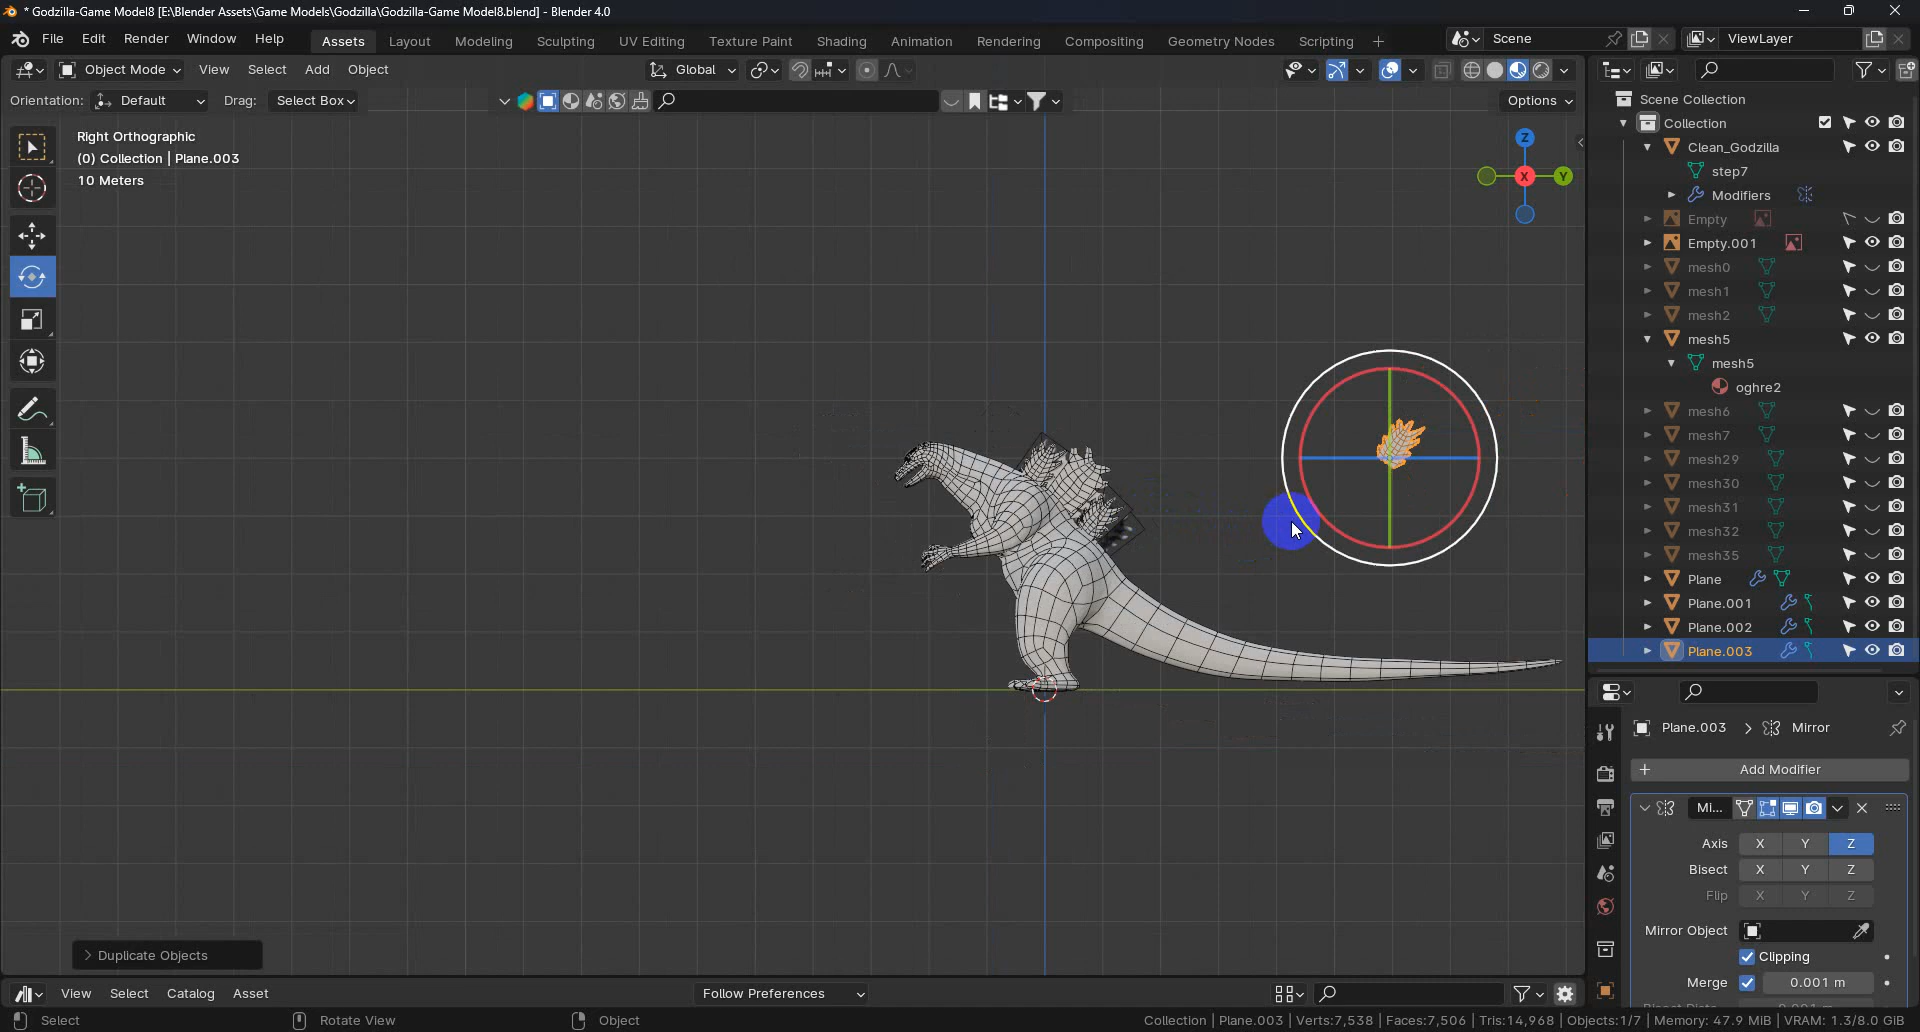 * Godzilla-Game Model8 [E:\Blender Assets\Game Models\Godzilla\Godzilla-Game Model8.blend] - Blender 4.0
File Edit Render Window Help
Assets Layout Modeling Sculpting UV Editing Texture Paint Shading Animation Rendering Compositing Geometry Nodes Scripting +
Scene
ViewLayer
Object Mode View Select Add Object
Global
Orientation: Default Drag: Select Box
Options
Right Orthographic
(0) Collection | Plane.003
10 Meters
Z
X
Y
Scene Collection
Collection
Clean_Godzilla
step7
Modifiers
Empty
Empty.001
mesh0
mesh1
mesh2
mesh5
mesh5
oghre2
mesh6
mesh7
mesh29
mesh30
mesh31
mesh32
mesh35
Plane
Plane.001
Plane.002
Plane.003
Plane.003 > Mirror
+ Add Modifier
Mi...
Axis X Y Z
Bisect X Y Z
Flip X Y Z
Mirror Object
Clipping
Merge 0.001 m
> Duplicate Objects
View Select Catalog Asset
Follow Preferences
Select
Rotate View
Object
Collection | Plane.003 | Verts:7,538 | Faces:7,506 | Tris:14,968 | Objects:1/7 | Memory: 47.9 MiB | VRAM: 1.3/8.0 GiB